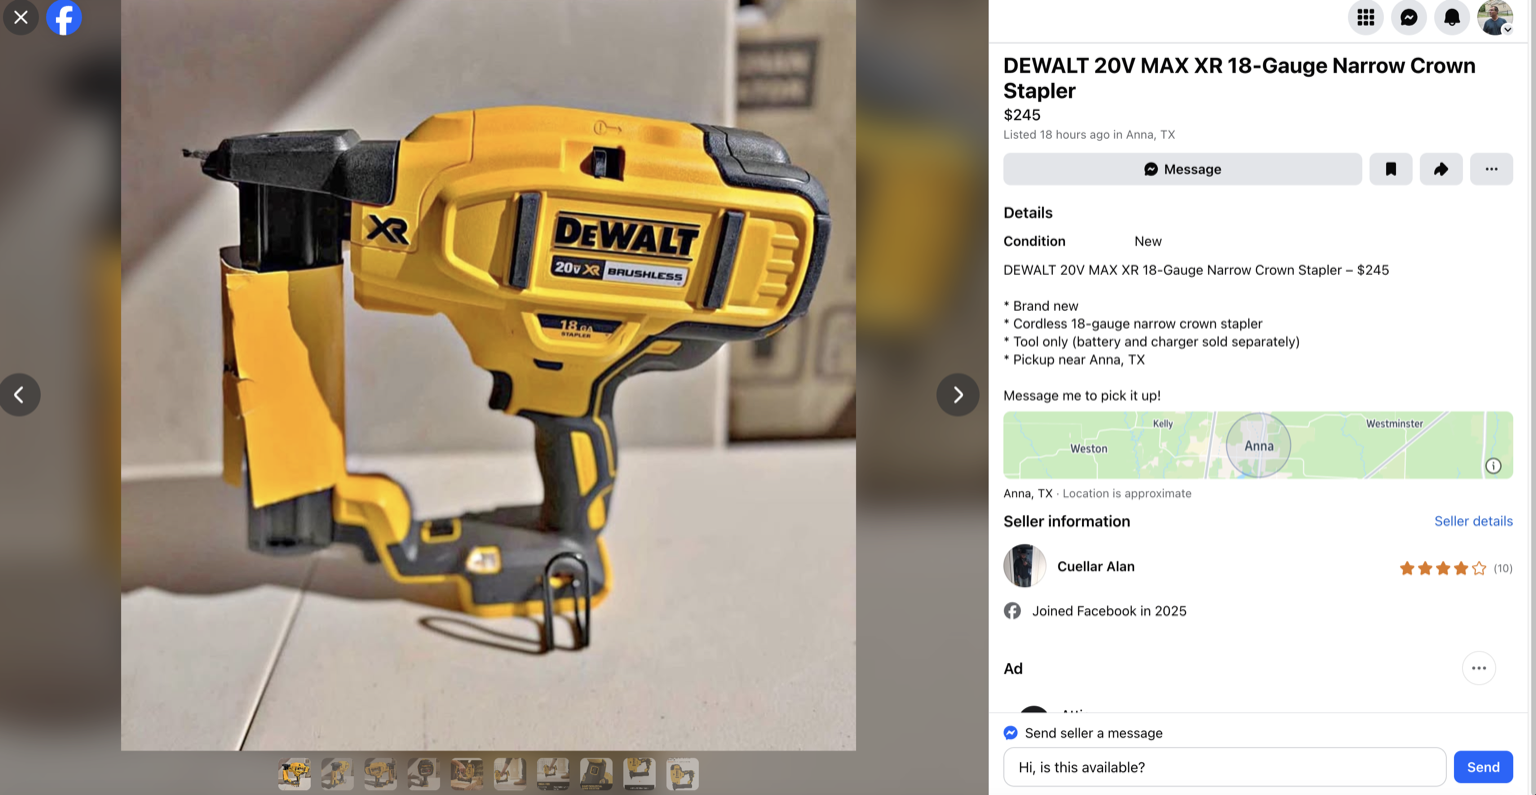 XR
DEWALT
20V XR BRUSHLESS
18 GA
STAPLER
DEWALT 20V MAX XR 18-Gauge Narrow Crown
Stapler
$245
Listed 18 hours ago in Anna, TX
Message
Details
Condition New
DEWALT 20V MAX XR 18-Gauge Narrow Crown Stapler – $245
* Brand new
* Cordless 18-gauge narrow crown stapler
* Tool only (battery and charger sold separately)
* Pickup near Anna, TX
Message me to pick it up!
Kelly
Westminster
Weston
Anna
Anna, TX · Location is approximate
Seller information Seller details
Cuellar Alan (10)
Joined Facebook in 2025
Ad
Send seller a message
Hi, is this available? Send